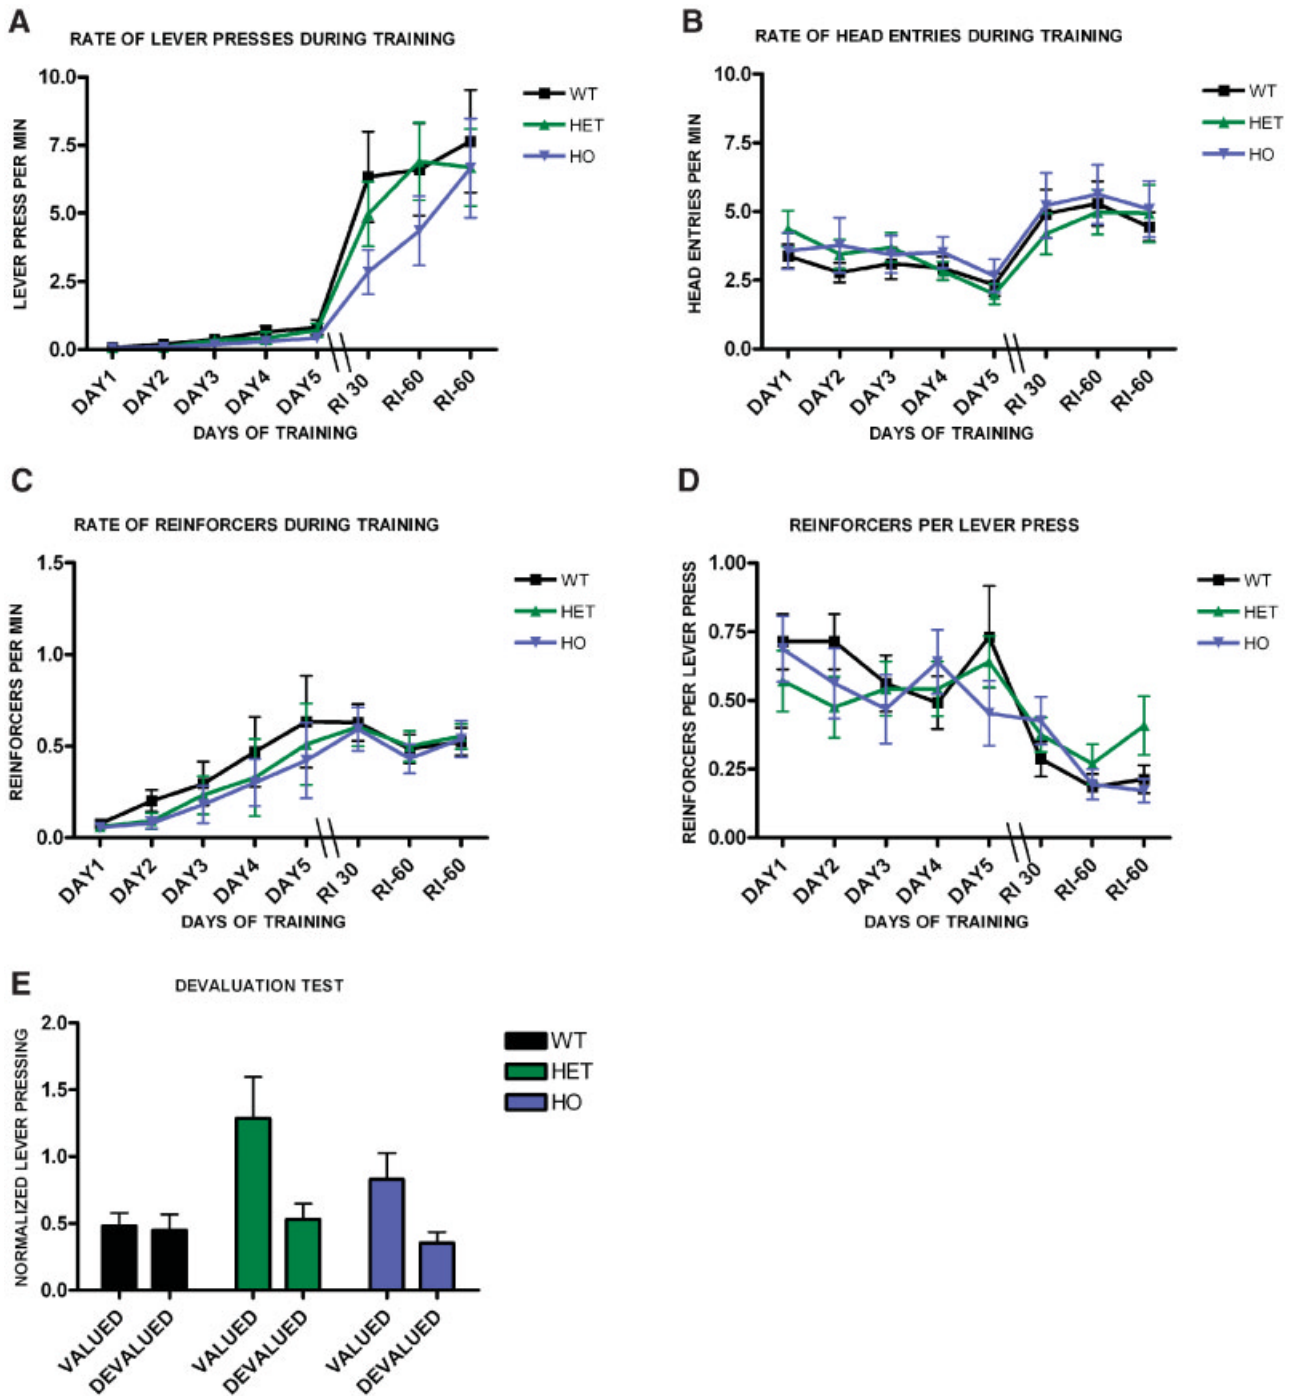 A
RATE OF LEVER PRESSES DURING TRAINING
LEVER PRESS PER MIN
10.0
7.5
5.0
2.5
0.0
DAY1
DAY2
DAY3
DAY4
DAY5
RI 30
RI-60
RI-60
DAYS OF TRAINING
WT
HET
HO
B
RATE OF HEAD ENTRIES DURING TRAINING
HEAD ENTRIES PER MIN
10.0
7.5
5.0
2.5
0.0
DAY1
DAY2
DAY3
DAY4
DAY5
RI 30
RI-60
RI-60
DAYS OF TRAINING
WT
HET
HO
C
RATE OF REINFORCERS DURING TRAINING
REINFORCERS PER MIN
1.5
1.0
0.5
0.0
DAY1
DAY2
DAY3
DAY4
DAY5
RI 30
RI-60
RI-60
DAYS OF TRAINING
WT
HET
HO
D
REINFORCERS PER LEVER PRESS
REINFORCERS PER LEVER PRESS
1.00
0.75
0.50
0.25
0.00
DAY1
DAY2
DAY3
DAY4
DAY5
RI 30
RI-60
RI-60
DAYS OF TRAINING
WT
HET
HO
E
DEVALUATION TEST
NORMALIZED LEVER PRESSING
2.0
1.5
1.0
0.5
0.0
VALUED
DEVALUED
VALUED
DEVALUED
VALUED
DEVALUED
WT
HET
HO